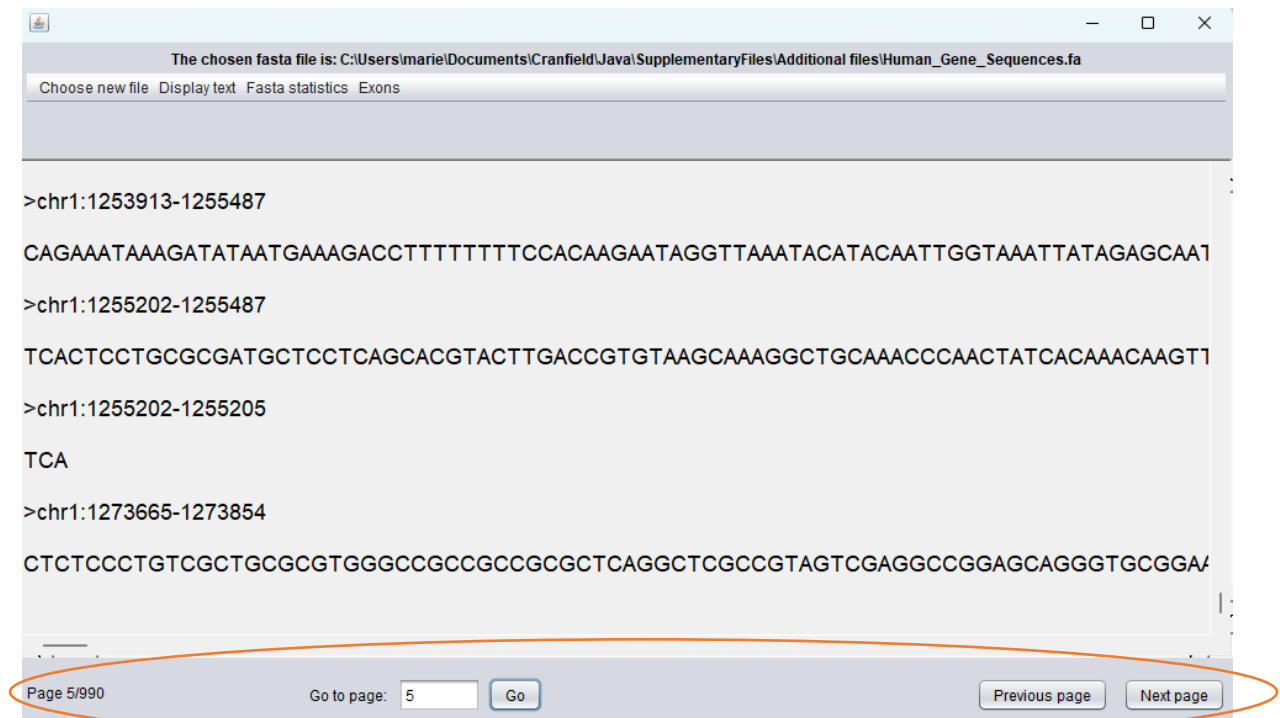 The chosen fasta file is: C:\Users\marie\Documents\Cranfield\Java\SupplementaryFiles\Additional files\Human_Gene_Sequences.fa
Choose new file Display text Fasta statistics Exons
>chr1:1253913-1255487
CAGAAATAAAGATATAATGAAAGACCTTTTTTTTCCACAAGAATAGGTTAAATACATACAATTGGTAAATTATAGAGCAAT
>chr1:1255202-1255487
TCACTCCTGCGCGATGCTCCTCAGCACGTACTTGACCGTGTAAGCAAAGGCTGCAAACCCAACTATCACAAACAAGTT
>chr1:1255202-1255205
TCA
>chr1:1273665-1273854
CTCTCCCTGTCGCTGCGCGTGGGCCGCCGCCGCGCTCAGGCTCGCCGTAGTCGAGGCCGGAGCAGGGTGCGGAA
Page 5/990 Go to page: 5 Go Previous page Next page